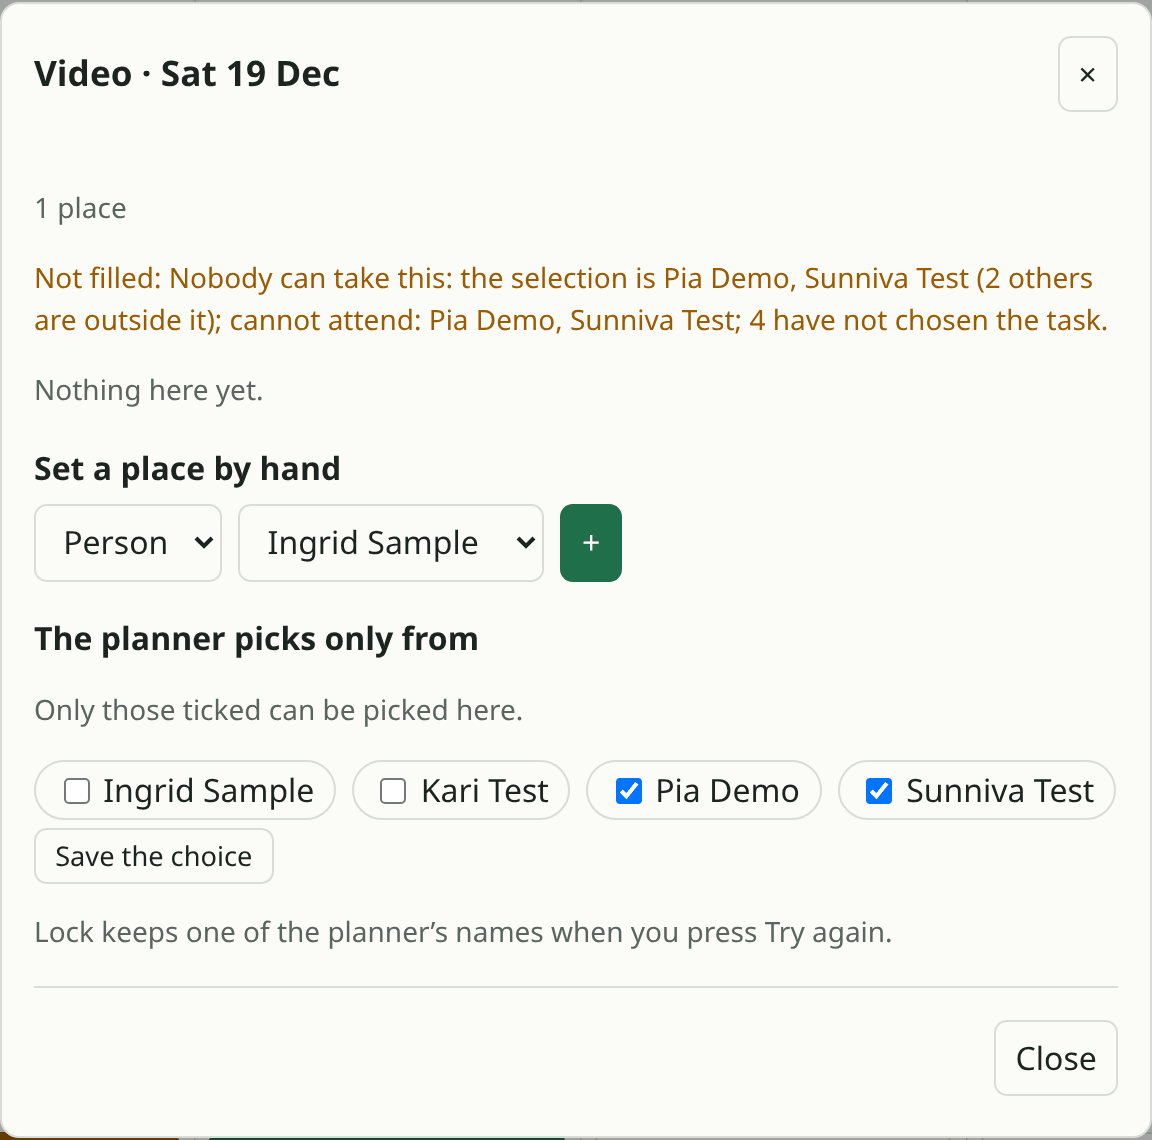 Video · Sat 19 Dec
×
1 place
Not filled: Nobody can take this: the selection is Pia Demo, Sunniva Test (2 others
are outside it); cannot attend: Pia Demo, Sunniva Test; 4 have not chosen the task.
Nothing here yet.
Set a place by hand
Person Ingrid Sample +
The planner picks only from
Only those ticked can be picked here.
Ingrid Sample Kari Test Pia Demo Sunniva Test
Save the choice
Lock keeps one of the planner’s names when you press Try again.
Close